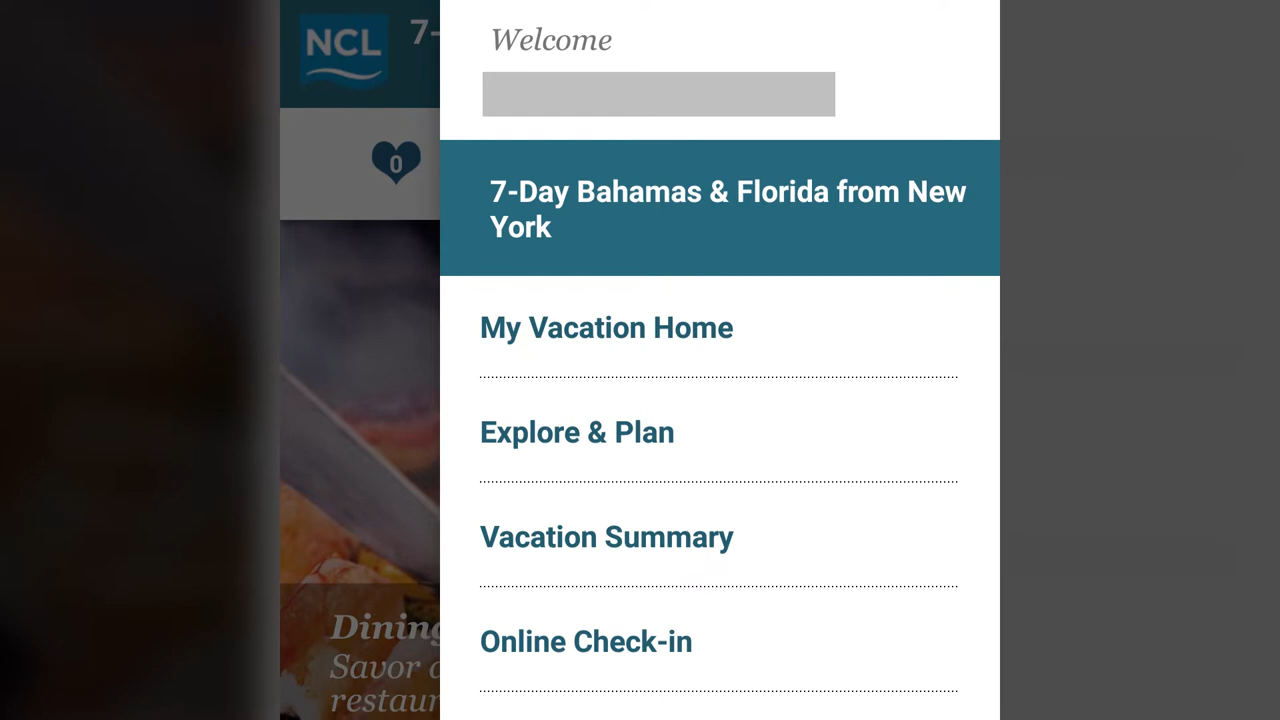 NCL
7-
0
Dining
Savor
restaur
Welcome
7-Day Bahamas & Florida from New
York
My Vacation Home
Explore & Plan
Vacation Summary
Online Check-in